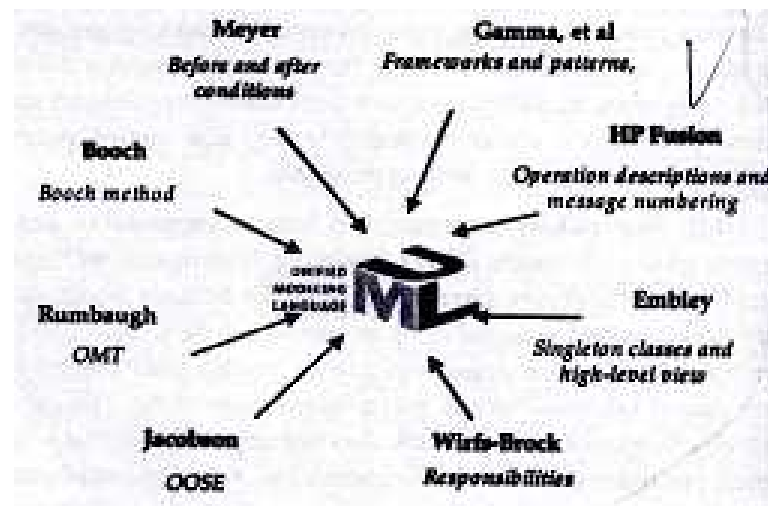 Meyer
Before and after
conditions
Gamma, et al
Frameworks and patterns,
HP Fusion
Operation descriptions and
message numbering
Booch
Booch method
UNIFIED
MODELING
LANGUAGE
UML
Embley
Singleton classes and
high-level view
Rumbaugh
OMT
Jacobson
OOSE
Wirfs-Brock
Responsibilities